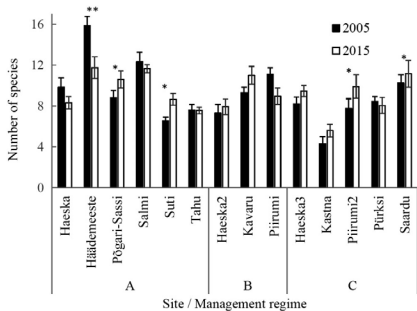 16
**
2005
2015
12
*
*
*
*
8
4
0
Number of species
Haeska
Häädemeeste
Põgari-Sassi
Salmi
Suti
Tahu
Haeska2
Kavaru
Piirumi
Haeska3
Kastna
Piirumi2
Pürksi
Saardu
A B C
Site / Management regime